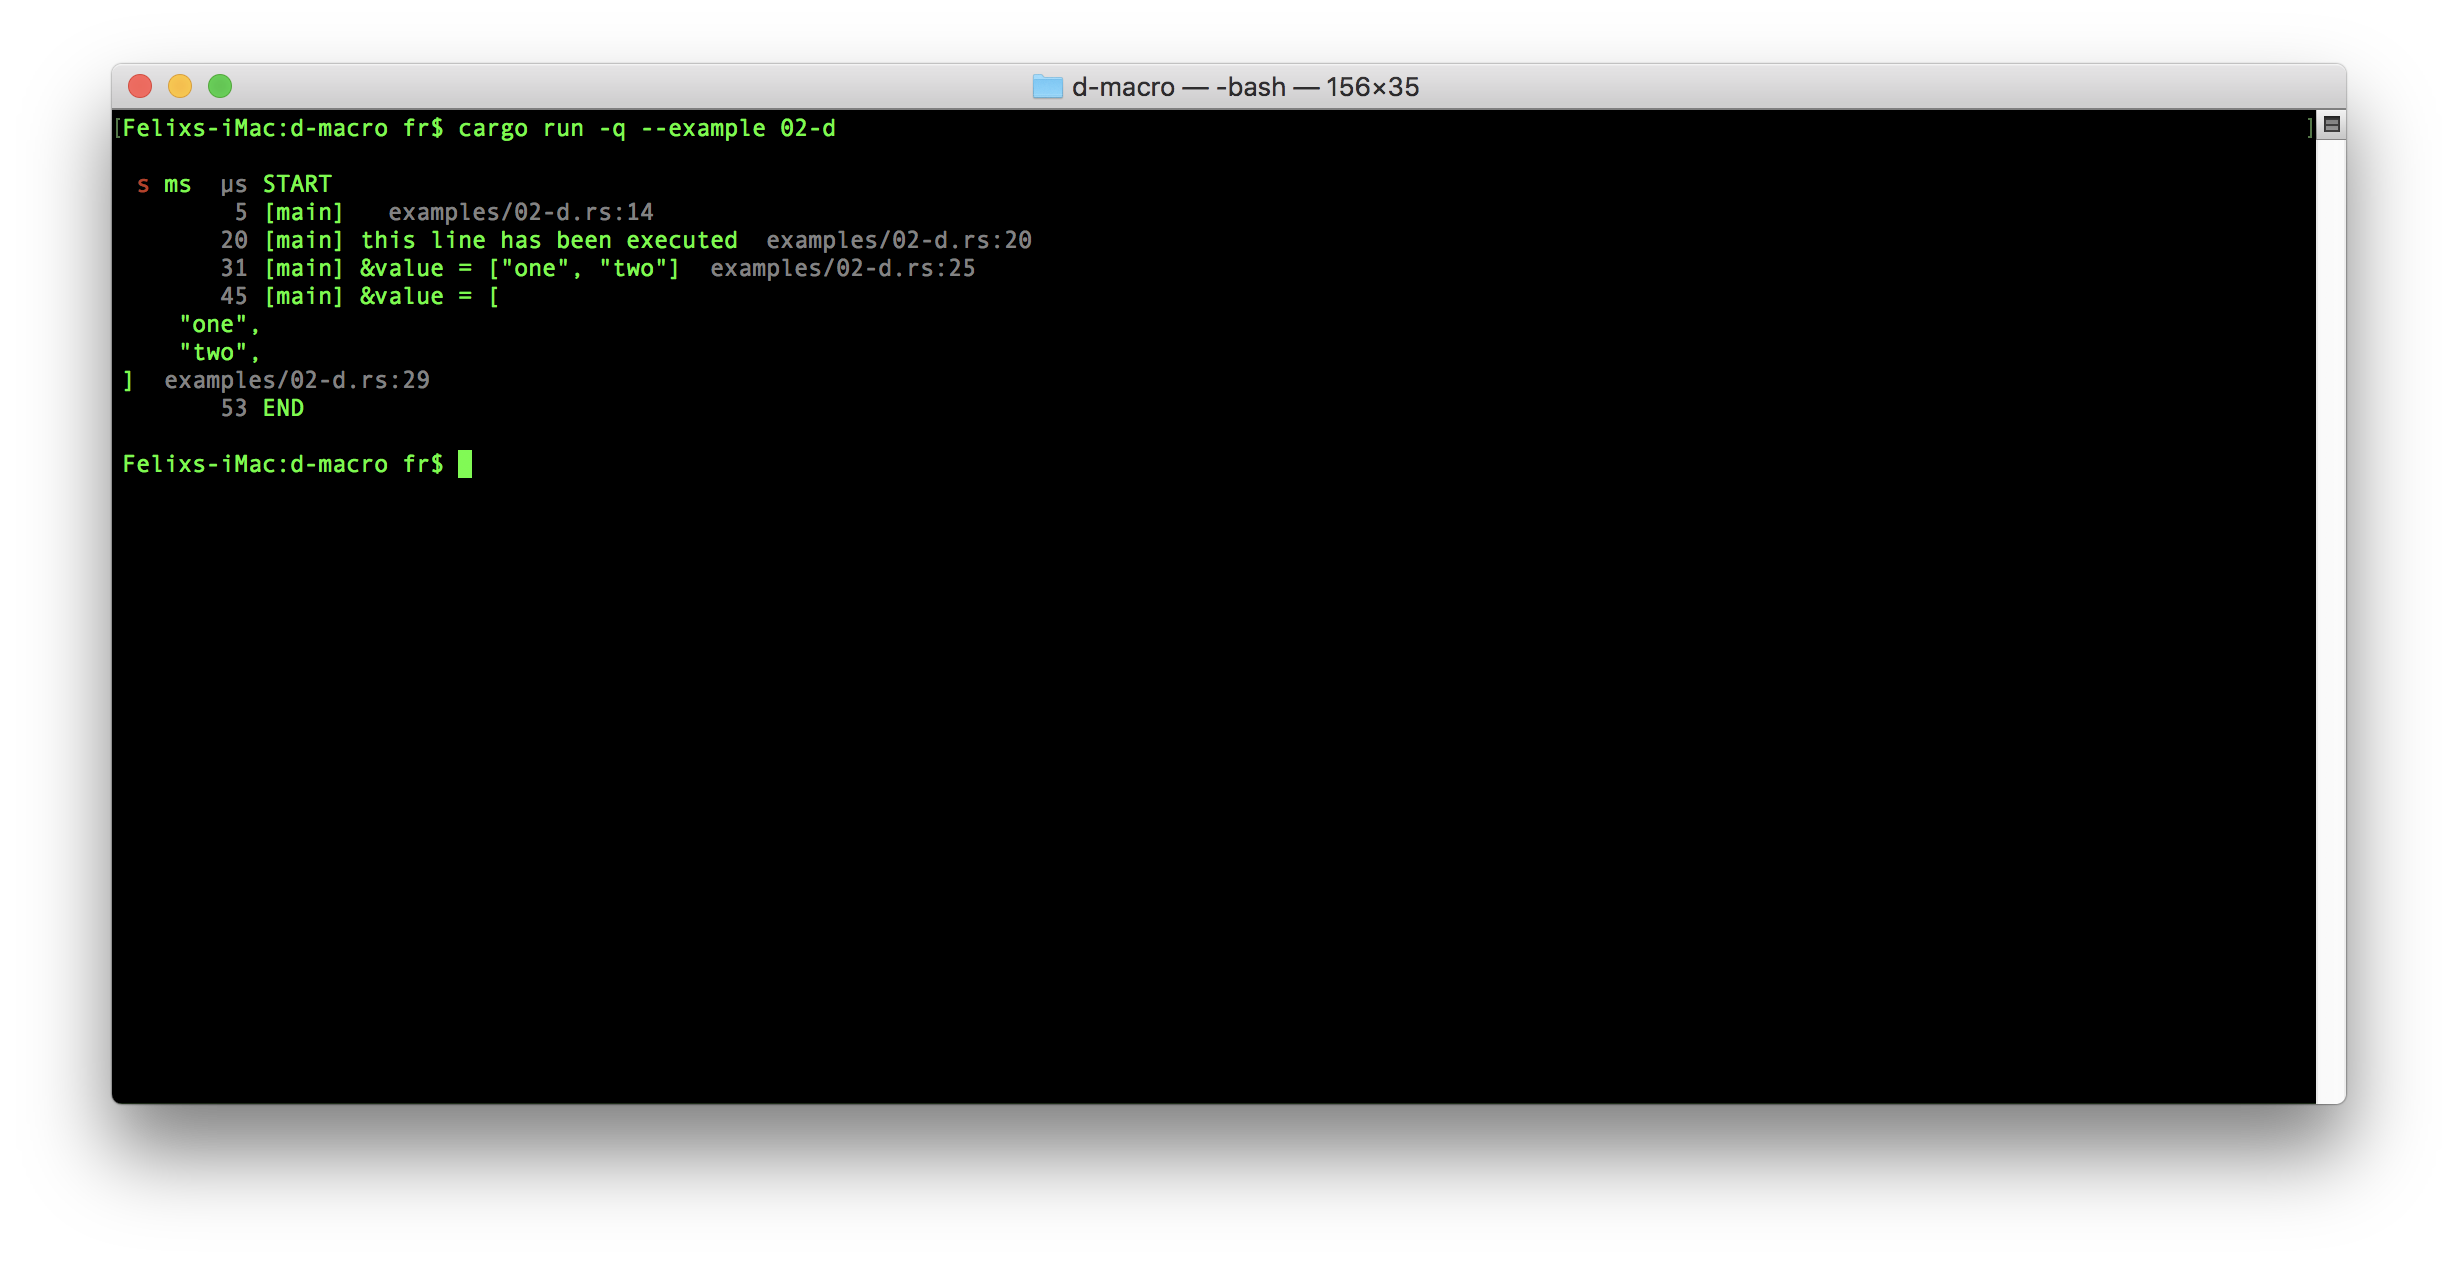 d-macro — -bash — 156×35
[Felixs-iMac:d-macro fr$ cargo run -q --example 02-d ]
s ms  µs START
5 [main]   examples/02-d.rs:14
20 [main] this line has been executed  examples/02-d.rs:20
31 [main] &value = ["one", "two"]  examples/02-d.rs:25
45 [main] &value = [
"one",
"two",
]  examples/02-d.rs:29
53 END
Felixs-iMac:d-macro fr$